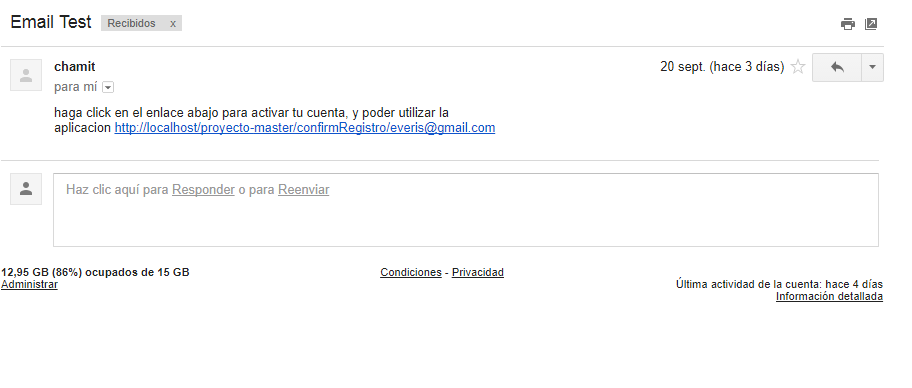 Email Test Recibidos x
chamit 20 sept. (hace 3 días)
para mí
haga click en el enlace abajo para activar tu cuenta, y poder utilizar la
aplicacion http://localhost/proyecto-master/confirmRegistro/everis@gmail.com
Haz clic aquí para Responder o para Reenviar
12,95 GB (86%) ocupados de 15 GB
Administrar
Condiciones - Privacidad
Última actividad de la cuenta: hace 4 días
Información detallada